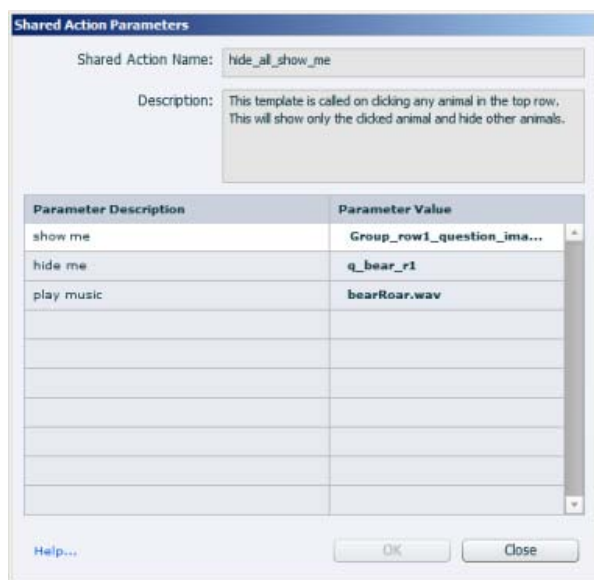 Shared Action Parameters
Shared Action Name: hide_all_show_me
Description: This template is called on clicking any animal in the top row.
This will show only the clicked animal and hide other animals.
Parameter Description Parameter Value
show me Group_row1_question_ima...
hide me q_bear_r1
play music bearRoar.wav
Help... OK Close